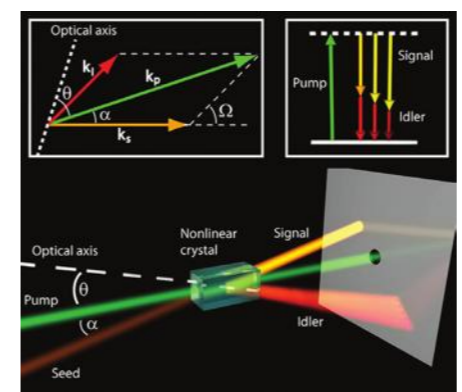 Optical axis
θ
k_i
k_p
α
k_s
Ω
Pump
Signal
Idler
Optical axis
Nonlinear
crystal
Signal
θ
Pump
α
Idler
Seed